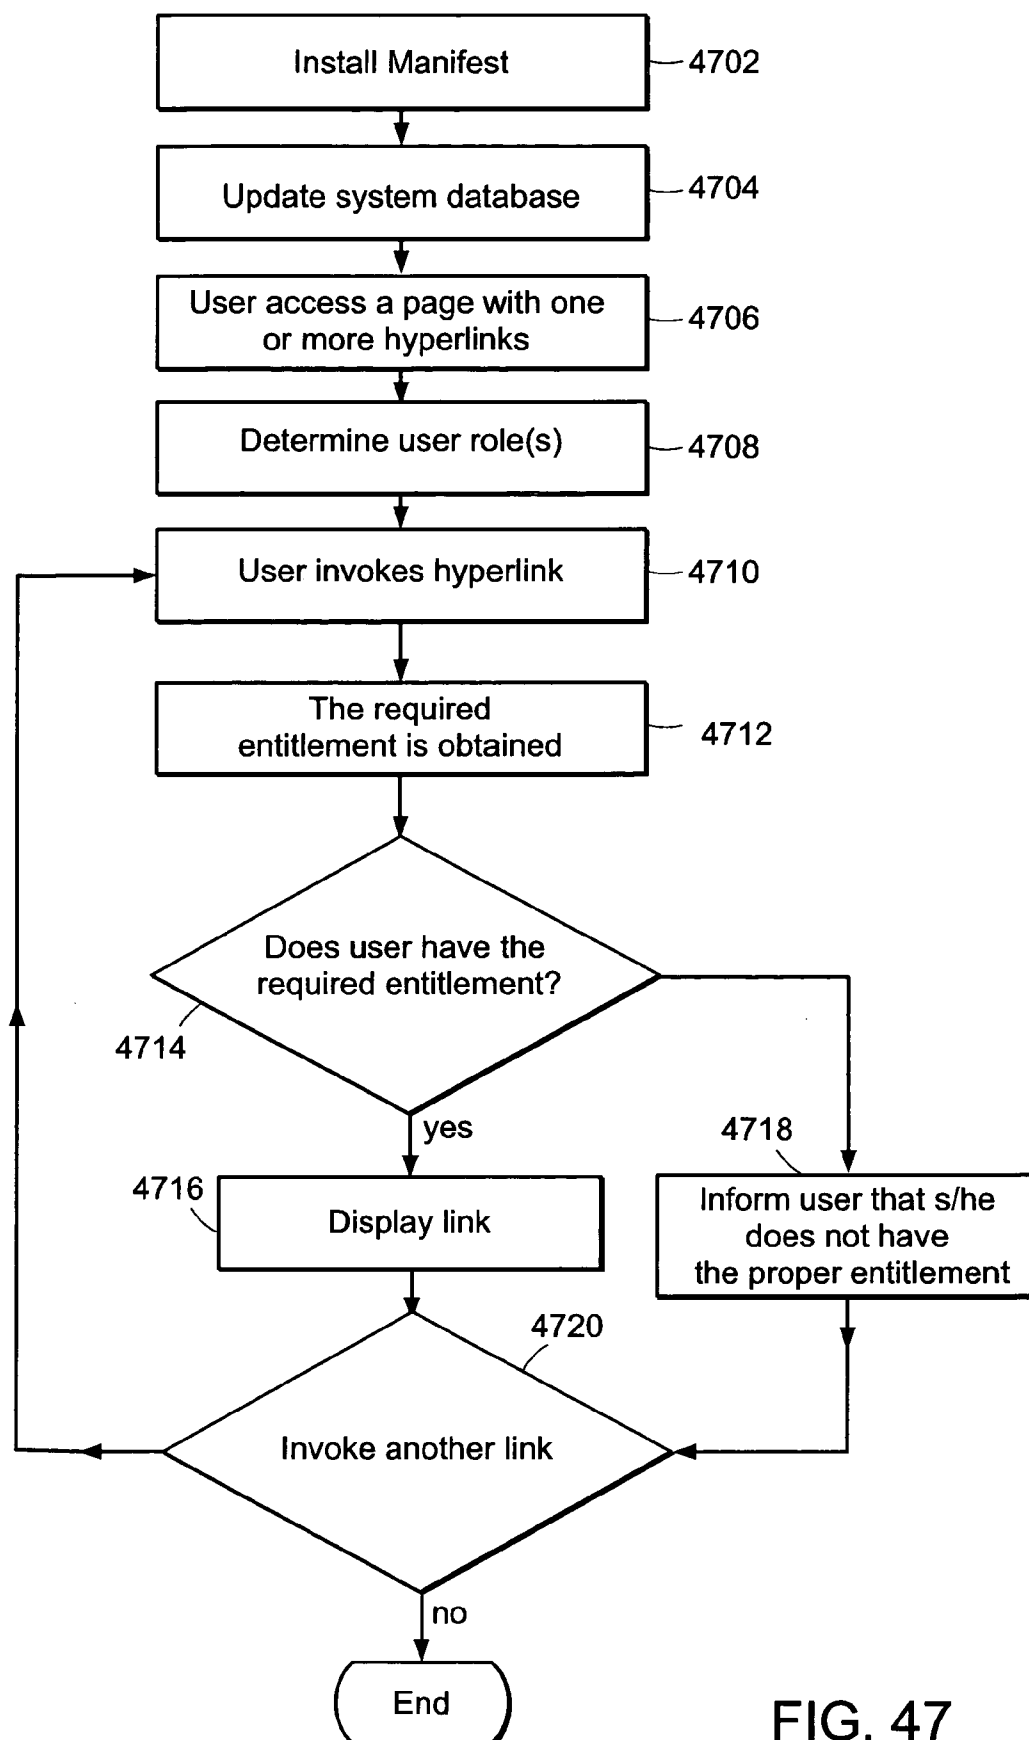 Install Manifest
4702
Update system database
4704
User access a page with one
or more hyperlinks
4706
Determine user role(s)
4708
User invokes hyperlink
4710
The required
entitlement is obtained
4712
Does user have the
required entitlement?
4714
yes
4716
Display link
4718
Inform user that s/he
does not have
the proper entitlement
4720
Invoke another link
no
End
FIG. 47